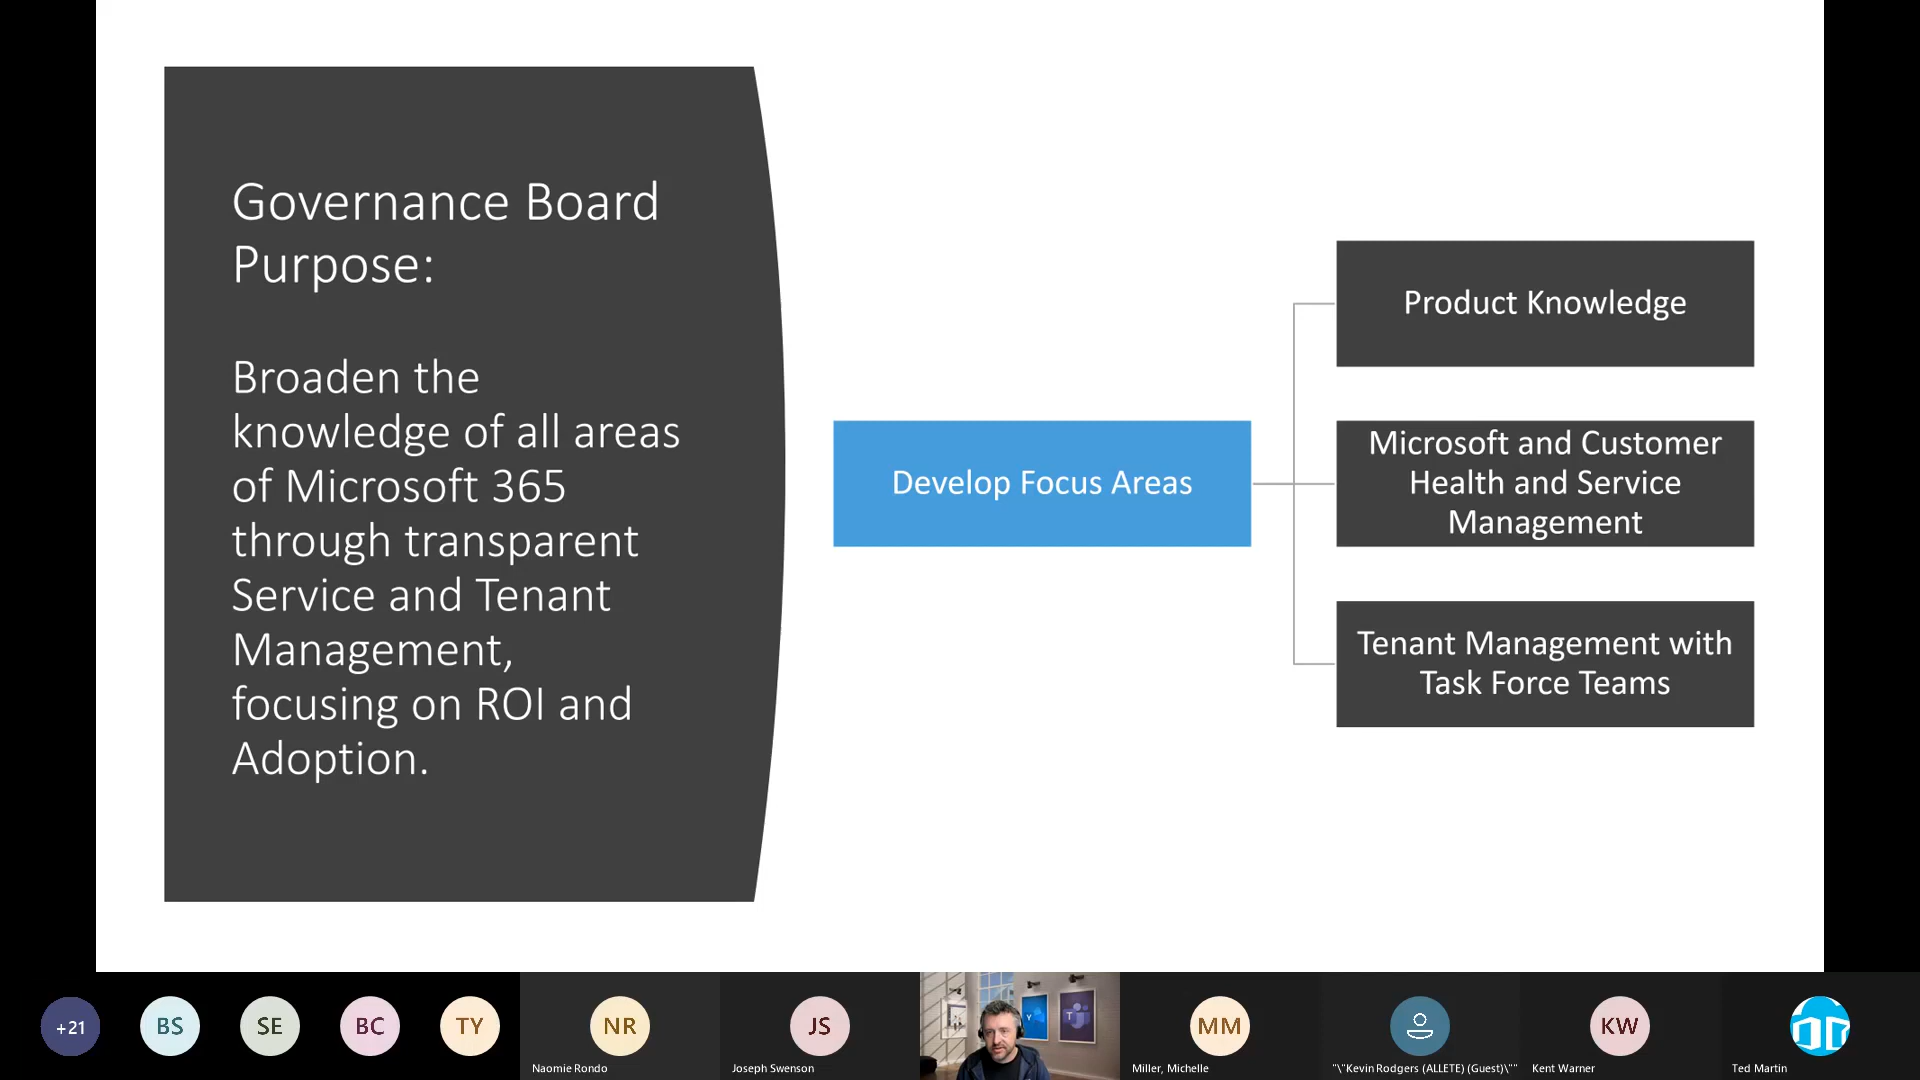 Governance Board
Purpose:
Broaden the
knowledge of all areas
of Microsoft 365
through transparent
Service and Tenant
Management,
focusing on ROI and
Adoption.
Develop Focus Areas
Product Knowledge
Microsoft and Customer
Health and Service
Management
Tenant Management with
Task Force Teams
+21
BS
SE
BC
TY
NR
Naomie Rondo
JS
Joseph Swenson
MM
Miller, Michelle
"\"Kevin Rodgers (ALLETE) (Guest)\""
KW
Kent Warner
Ted Martin